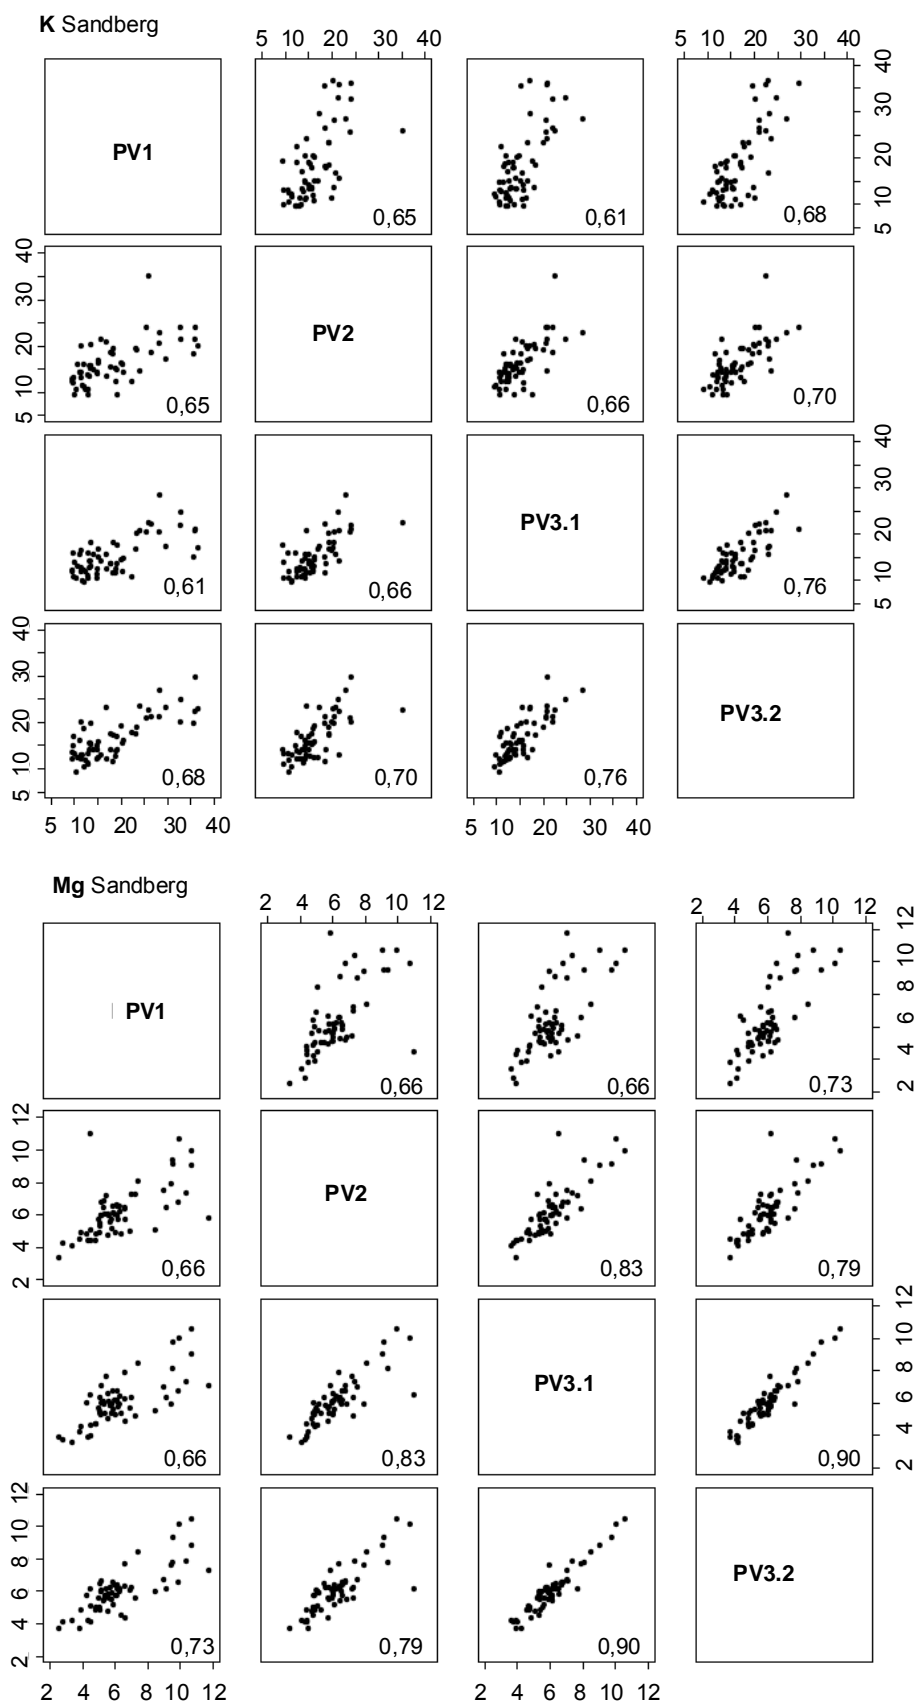 K Sandberg
5 10 20 30 40 5 10 20 30 40
PV1 0,65 0,61 0,68 5 10 20 30 40
5 10 20 30 40 0,65 PV2 0,66 0,70
0,61 0,66 PV3.1 0,76 5 10 20 30 40
5 10 20 30 40 0,68 0,70 0,76 PV3.2
5 10 20 30 40 5 10 20 30 40
Mg Sandberg
2 4 6 8 10 12 2 4 6 8 10 12
PV1 0,66 0,66 0,73 2 4 6 8 10 12
2 4 6 8 10 12 0,66 PV2 0,83 0,79
0,66 0,83 PV3.1 0,90 2 4 6 8 10 12
2 4 6 8 10 12 0,73 0,79 0,90 PV3.2
2 4 6 8 10 12 2 4 6 8 10 12